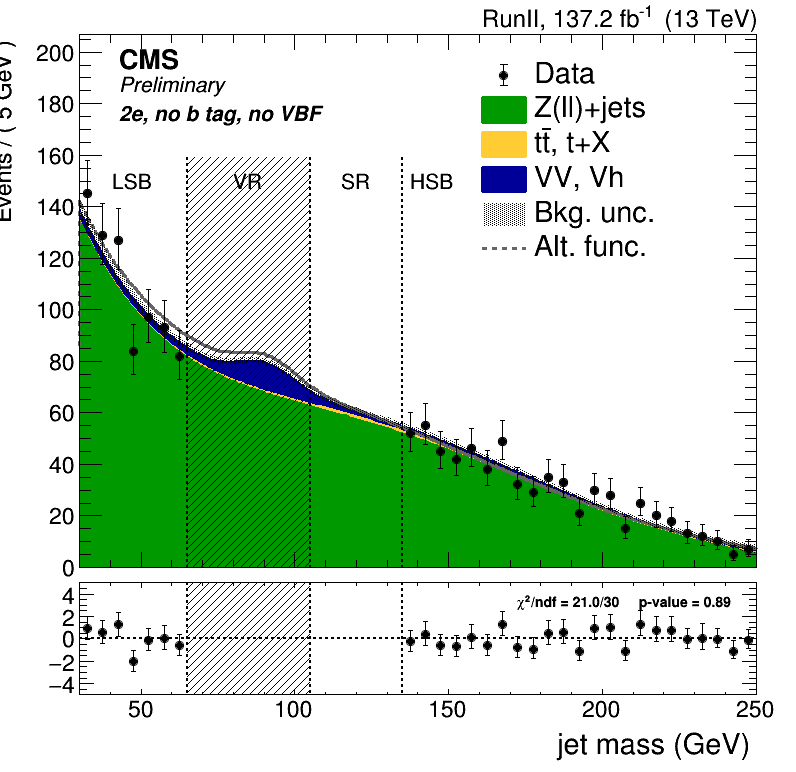 RunII, 137.2 fb-1 (13 TeV)
Events / ( 5 GeV )
CMS
Preliminary
2e, no b tag, no VBF
Data
Z(ll)+jets
tt̄, t+X
VV, Vh
Bkg. unc.
Alt. func.
LSB VR SR HSB
200
180
160
140
120
100
80
60
40
20
0
χ²/ndf = 21.0/30 p-value = 0.89
4
2
0
−2
−4
50 100 150 200 250
jet mass (GeV)